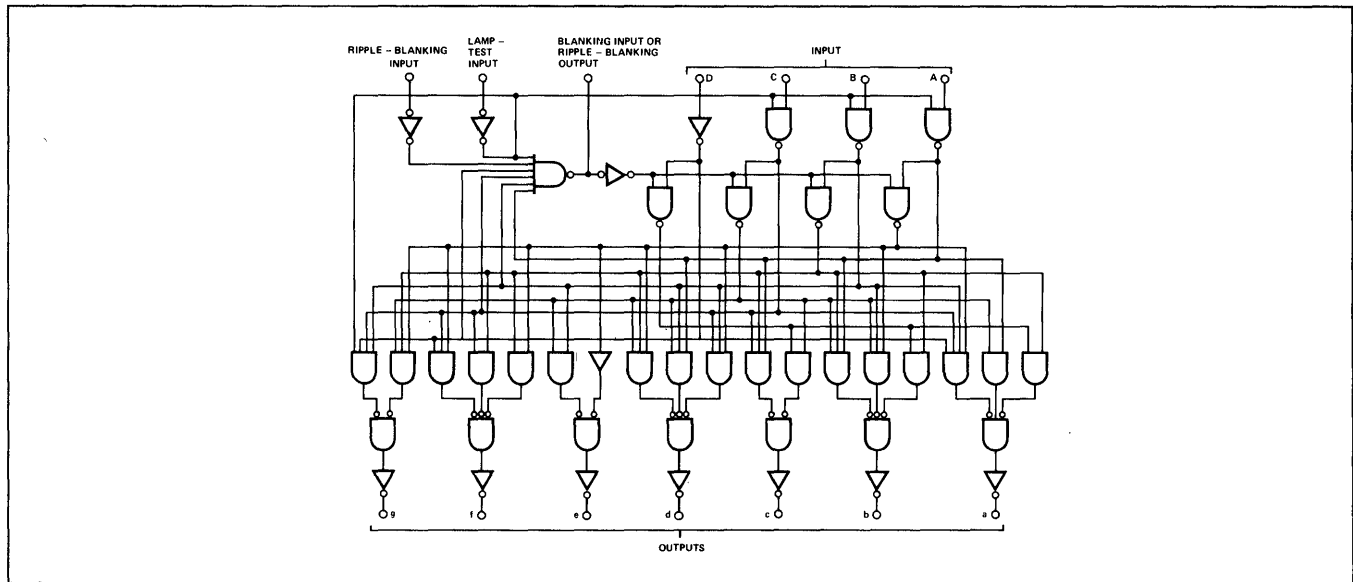 RIPPLE – BLANKING
INPUT
LAMP –
TEST
INPUT
BLANKING INPUT OR
RIPPLE – BLANKING
OUTPUT
INPUT
D
C
B
A
g
f
e
d
c
b
a
OUTPUTS